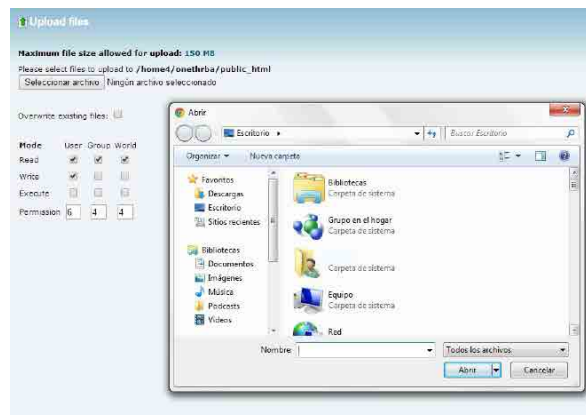 Upload files
Maximum file size allowed for upload: 150 MB
Please select files to upload to /home4/onethrba/public_html
Seleccionar archivo Ningún archivo seleccionado
Overwrite existing files:
Mode User Group World
Read
Write
Execute
Permission 6 4 4
Abrir
Escritorio
Buscar Escritorio
Organizar Nueva carpeta
Favoritos
Descargas
Escritorio
Sitios recientes
Bibliotecas
Documentos
Imágenes
Música
Podcasts
Vídeos
Bibliotecas
Carpeta de sistema
Grupo en el hogar
Carpeta de sistema
Carpeta de sistema
Equipo
Carpeta de sistema
Red
Nombre
Todos los archivos
Abrir Cancelar